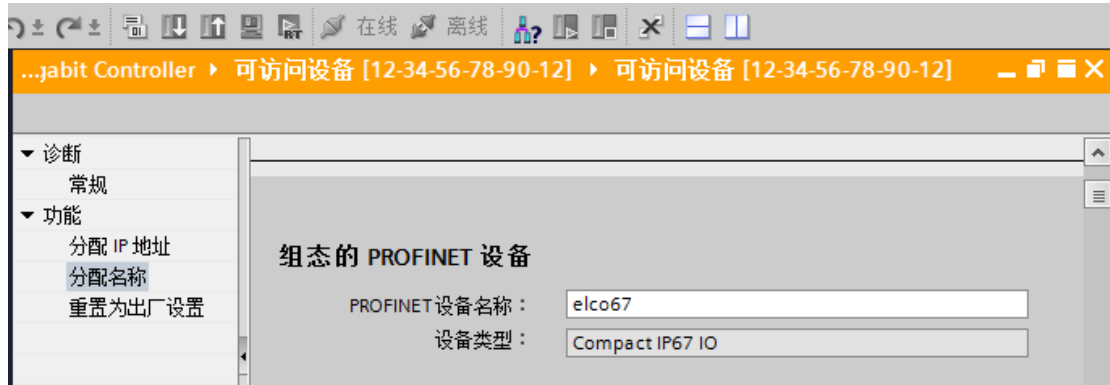 在线 离线
...gabit Controller ▸ 可访问设备 [12-34-56-78-90-12] ▸ 可访问设备 [12-34-56-78-90-12]
诊断
常规
功能
分配 IP 地址
分配名称
重置为出厂设置
组态的 PROFINET 设备
PROFINET设备名称：
elco67
设备类型：
Compact IP67 IO